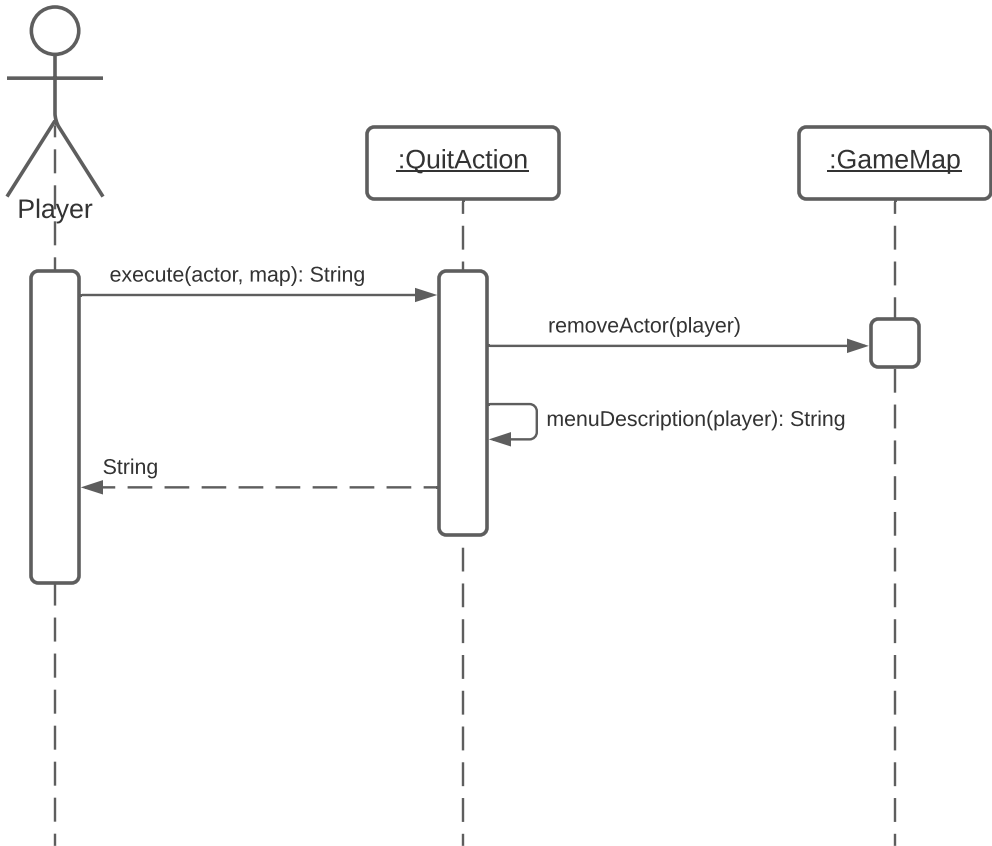 :QuitAction
:GameMap
Player
execute(actor, map): String
removeActor(player)
menuDescription(player): String
String